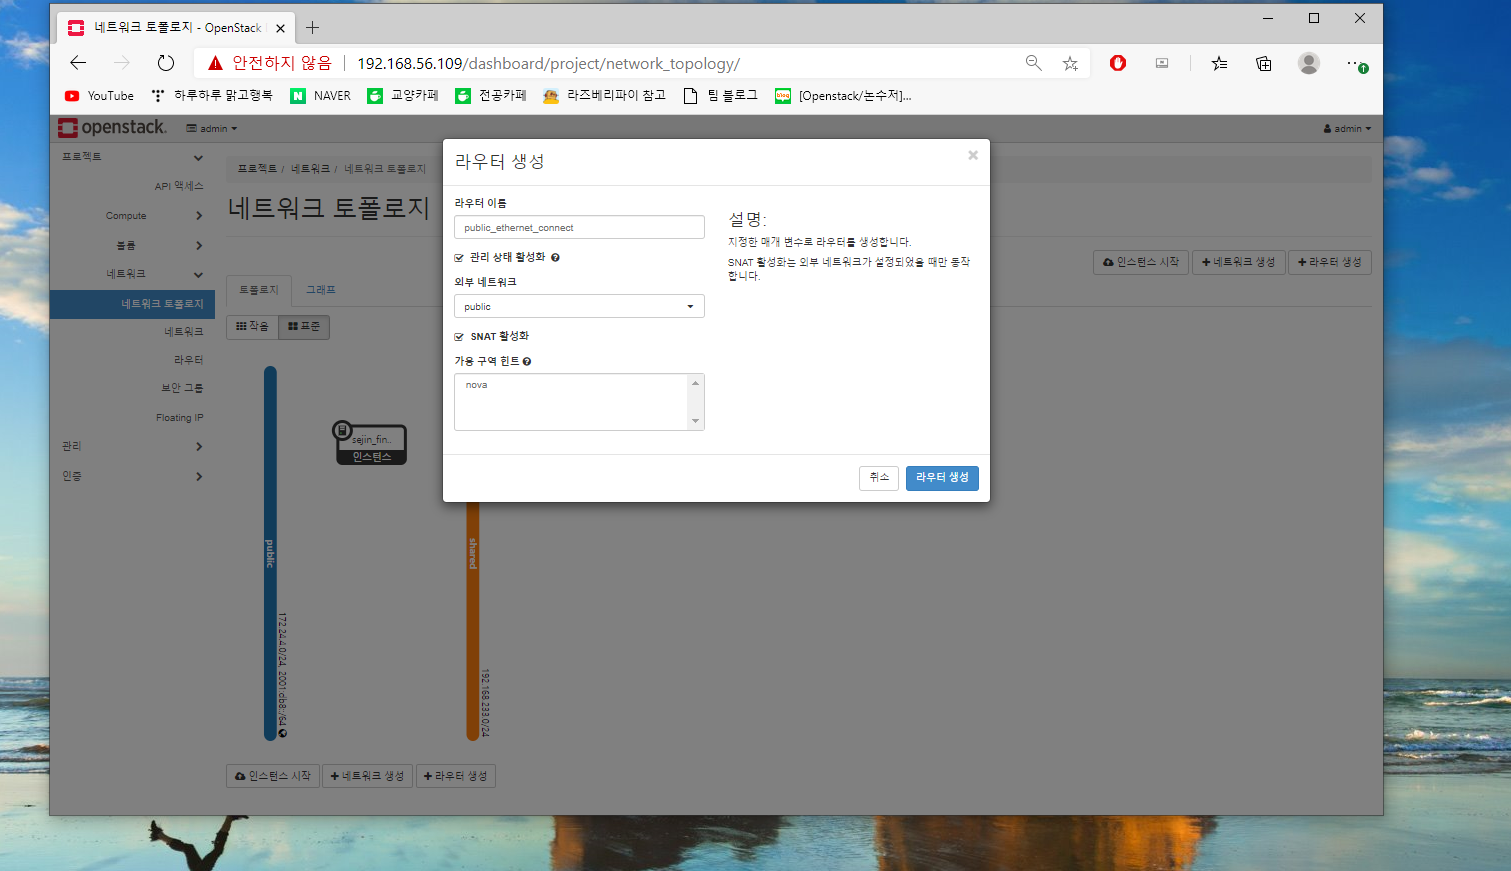 네트워크 토폴로지 - OpenStack
안전하지 않음 192.168.56.109/dashboard/project/network_topology/
YouTube 하루하루 맑고행복 NAVER 교양카페 전공카페 라즈베리파이 참고 팀 블로그 [Openstack/논수저]...
openstack. admin admin
프로젝트
API 액세스
Compute
볼륨
네트워크
네트워크 토폴로지
네트워크
라우터
보안 그룹
Floating IP
관리
인증
프로젝트 / 네트워크 / 네트워크 토폴로지
네트워크 토폴로지
인스턴스 시작 +네트워크 생성 +라우터 생성
토폴로지 그래프
작음 표준
public
172.24.4.0/24, 2001:db8::/64
sejin_fin..
인스턴스
shared
192.168.233.0/24
인스턴스 시작 +네트워크 생성 +라우터 생성
라우터 생성 ×
라우터 이름
public_ethernet_connect
관리 상태 활성화
외부 네트워크
public
SNAT 활성화
가용 구역 힌트
nova
설명:
지정한 매개 변수로 라우터를 생성합니다.
SNAT 활성화는 외부 네트워크가 설정되었을 때만 동작
합니다.
취소 라우터 생성